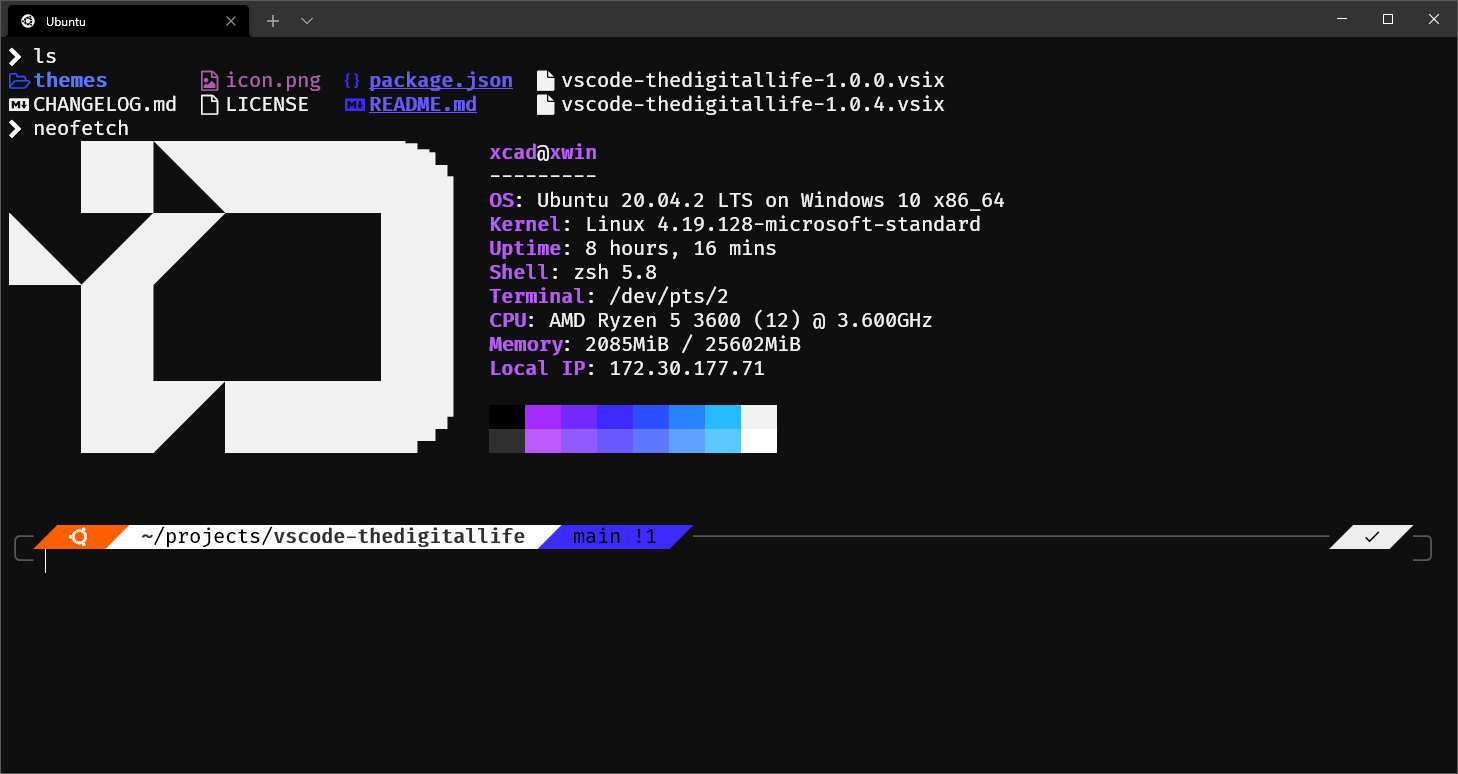 Ubuntu
ls
themes icon.png package.json vscode-thedigitallife-1.0.0.vsix
CHANGELOG.md LICENSE README.md vscode-thedigitallife-1.0.4.vsix
neofetch
xcad@xwin
---------
OS: Ubuntu 20.04.2 LTS on Windows 10 x86_64
Kernel: Linux 4.19.128-microsoft-standard
Uptime: 8 hours, 16 mins
Shell: zsh 5.8
Terminal: /dev/pts/2
CPU: AMD Ryzen 5 3600 (12) @ 3.600GHz
Memory: 2085MiB / 25602MiB
Local IP: 172.30.177.71
~/projects/vscode-thedigitallife main !1